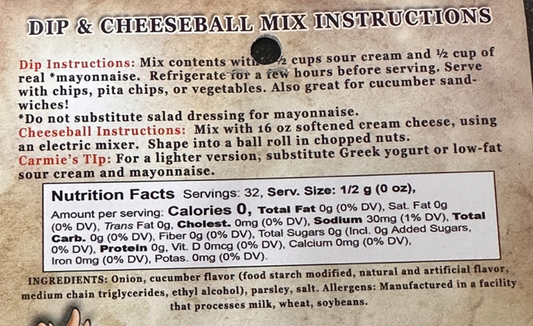 DIP & CHEESEBALL MIX INSTRUCTIONS
Dip Instructions: Mix contents with ½ cups sour cream and ½ cup of
real *mayonnaise. Refrigerate for a few hours before serving. Serve
with chips, pita chips, or vegetables. Also great for cucumber sand-
wiches!
*Do not substitute salad dressing for mayonnaise.
Cheeseball Instructions: Mix with 16 oz softened cream cheese, using
an electric mixer. Shape into a ball roll in chopped nuts.
Carmie's TIp: For a lighter version, substitute Greek yogurt or low-fat
sour cream and mayonnaise.
Nutrition Facts Servings: 32, Serv. Size: 1/2 g (0 oz),
Amount per serving: Calories 0, Total Fat 0g (0% DV), Sat. Fat 0g
(0% DV), Trans Fat 0g, Cholest. 0mg (0% DV), Sodium 30mg (1% DV), Total
Carb. 0g (0% DV), Fiber 0g (0% DV), Total Sugars 0g (Incl. 0g Added Sugars,
0% DV), Protein 0g, Vit. D 0mcg (0% DV), Calcium 0mg (0% DV),
Iron 0mg (0% DV), Potas. 0mg (0% DV).
INGREDIENTS: Onion, cucumber flavor (food starch modified, natural and artificial flavor,
medium chain triglycerides, ethyl alcohol), parsley, salt. Allergens: Manufactured in a facility
that processes milk, wheat, soybeans.